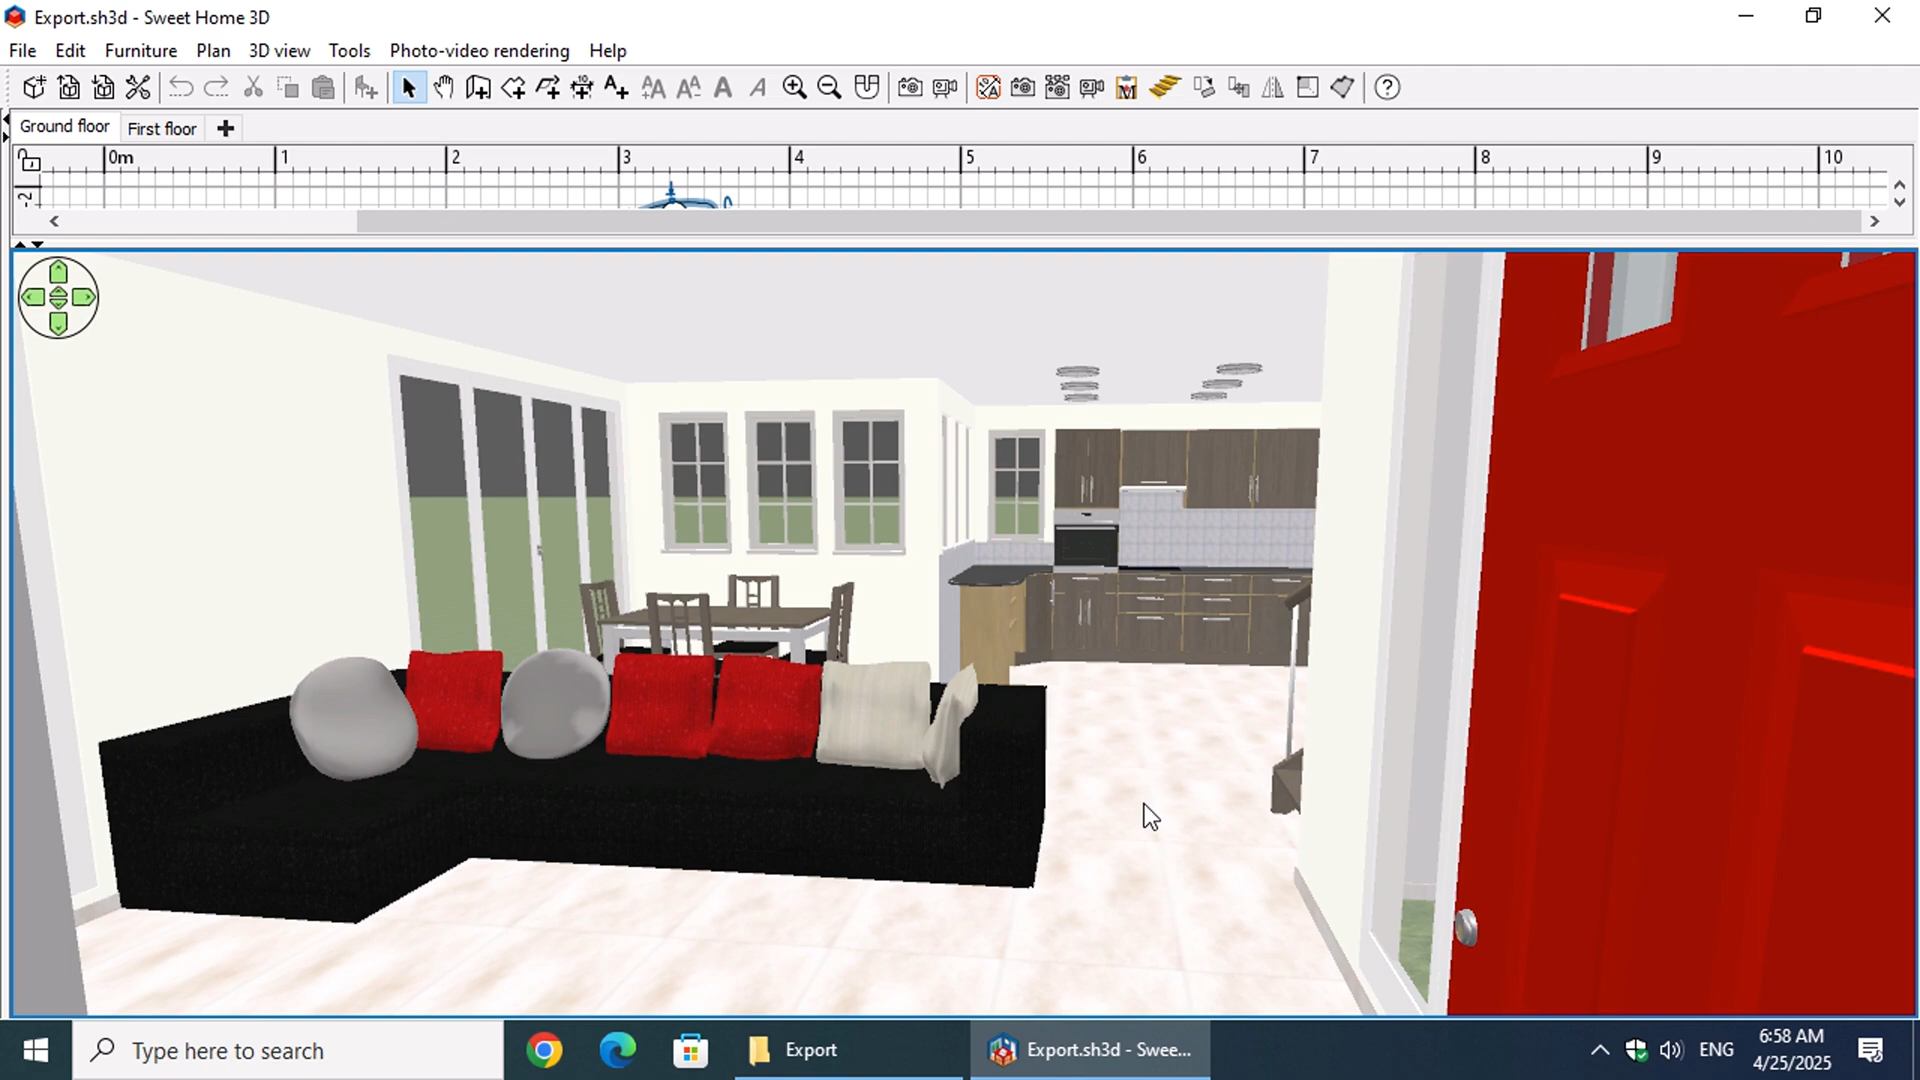 Export.sh3d - Sweet Home 3D
File Edit Furniture Plan 3D view Tools Photo-video rendering Help
Ground floor First floor
0m 1 2 3 4 5 6 7 8 9 10
-2
Type here to search
Export
Export.sh3d - Swee...
ENG
6:58 AM
4/25/2025